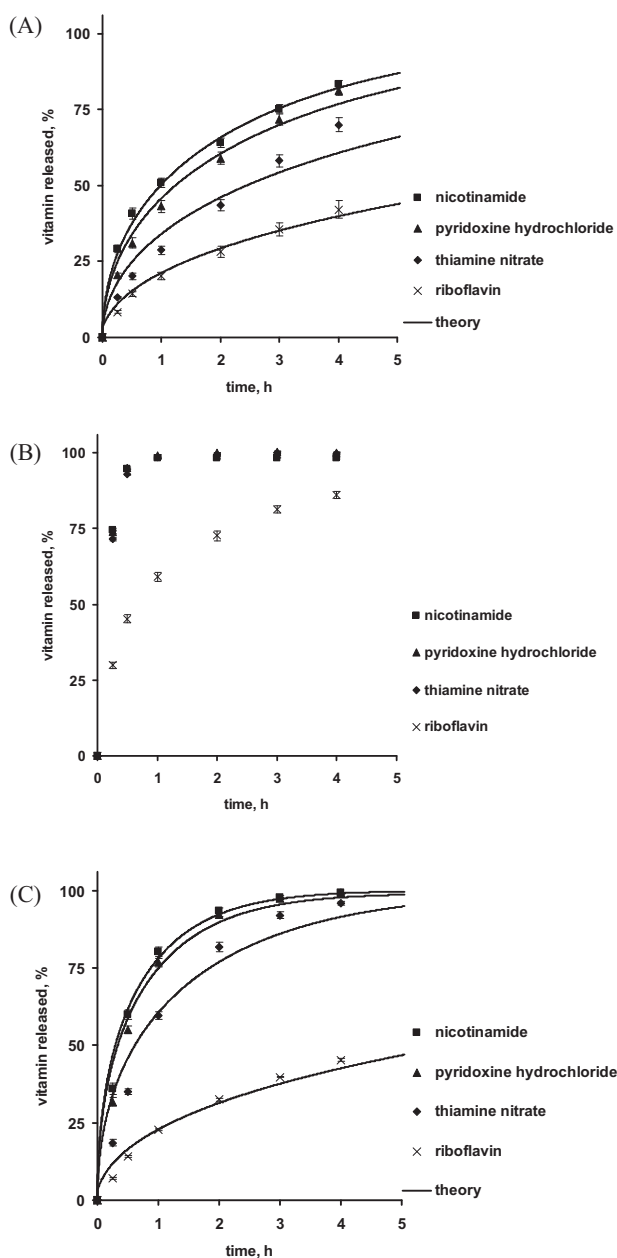 (A)
100
75
50
25
0
vitamin released, %
0 1 2 3 4 5
time, h
nicotinamide
pyridoxine hydrochloride
thiamine nitrate
riboflavin
theory
(B)
100
75
50
25
0
vitamin released, %
0 1 2 3 4 5
time, h
nicotinamide
pyridoxine hydrochloride
thiamine nitrate
riboflavin
(C)
100
75
50
25
0
vitamin released, %
0 1 2 3 4 5
time, h
nicotinamide
pyridoxine hydrochloride
thiamine nitrate
riboflavin
theory